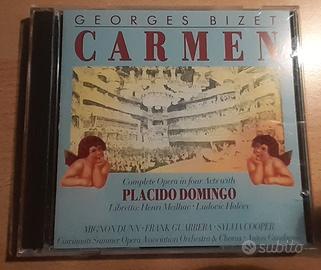 GEORGES BIZET
CARMEN
Complete Opera in four Acts with
PLACIDO DOMINGO
Libretto: Henri Meilhac · Ludovic Halévy
MIGNON DUNN · FRANK GUARRERA · SYLVIA COOPER
Cincinnati Summer Opera Association Orchestra & Chorus
subito